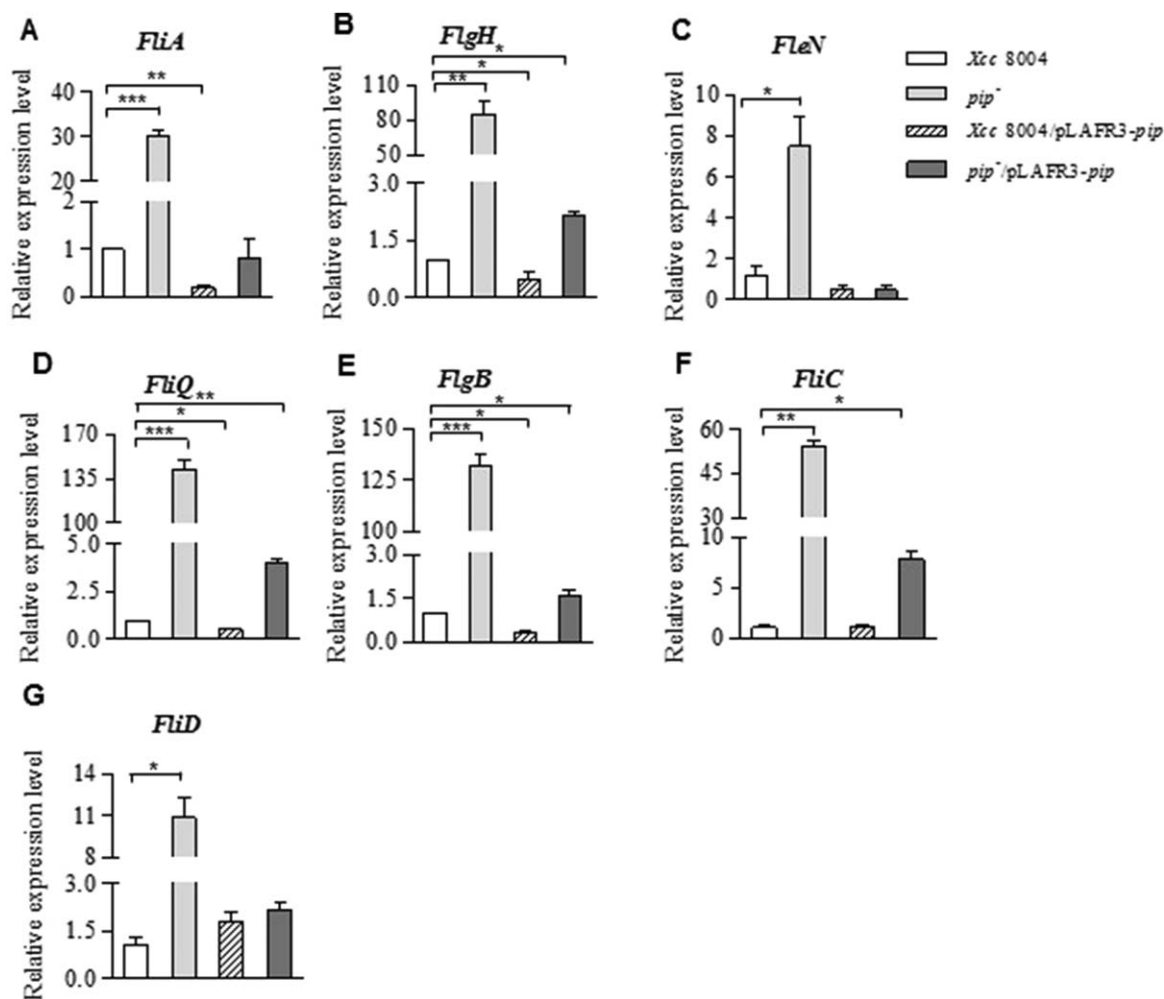 A
FliA
Relative expression level
40
30
20
2
1
0
***
**
B
FlgH
Relative expression level
110
80
50
3.0
1.5
0.0
**
*
*
C
FleN
Relative expression level
10
8
6
4
2
0
*
Xcc 8004
pip-
Xcc 8004/pLAFR3-pip
pip-/pLAFR3-pip
D
FliQ
Relative expression level
170
135
100
5.0
2.5
0.0
***
*
**
E
FlgB
Relative expression level
150
125
100
3.0
1.5
0.0
***
*
*
F
FliC
Relative expression level
60
45
30
10
5
0
**
*
G
FliD
Relative expression level
14
11
8
3.0
1.5
0.0
*